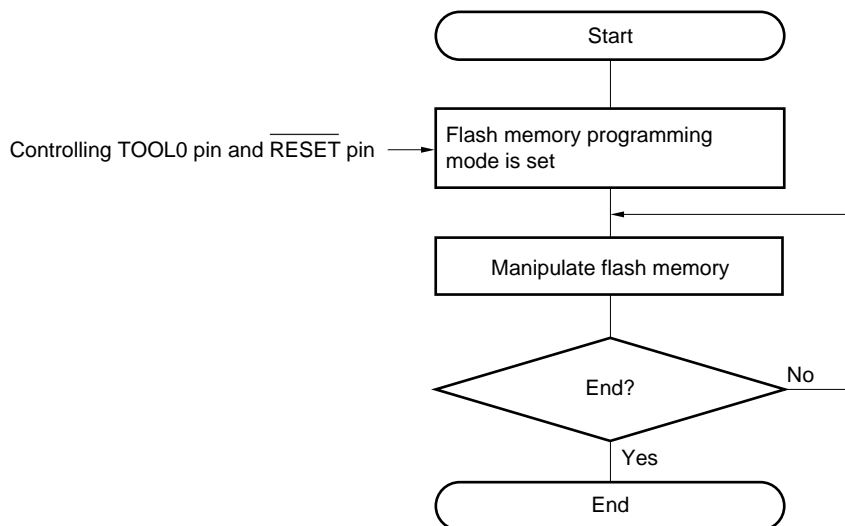 Start
Controlling TOOL0 pin and RESET pin
Flash memory programming
mode is set
Manipulate flash memory
End?
No
Yes
End